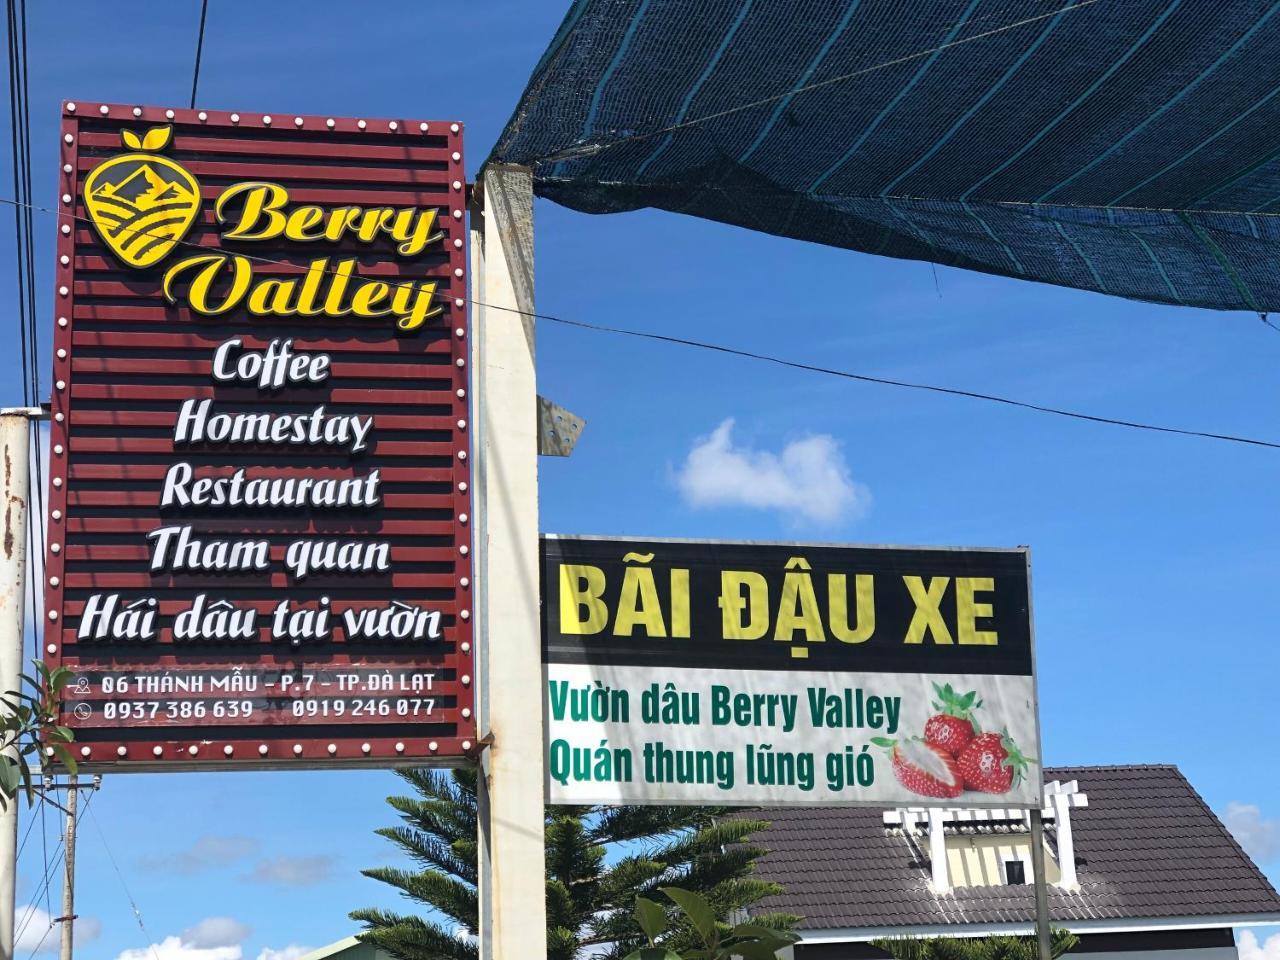 Berry
Valley
Coffee
Homestay
Restaurant
Tham quan
Hái dâu tại vườn
06 THÁNH MẪU - P.7 - TP.ĐÀ LẠT
0937 386 639 0919 246 077
BÃI ĐẬU XE
Vườn dâu Berry Valley
Quán thung lũng gió